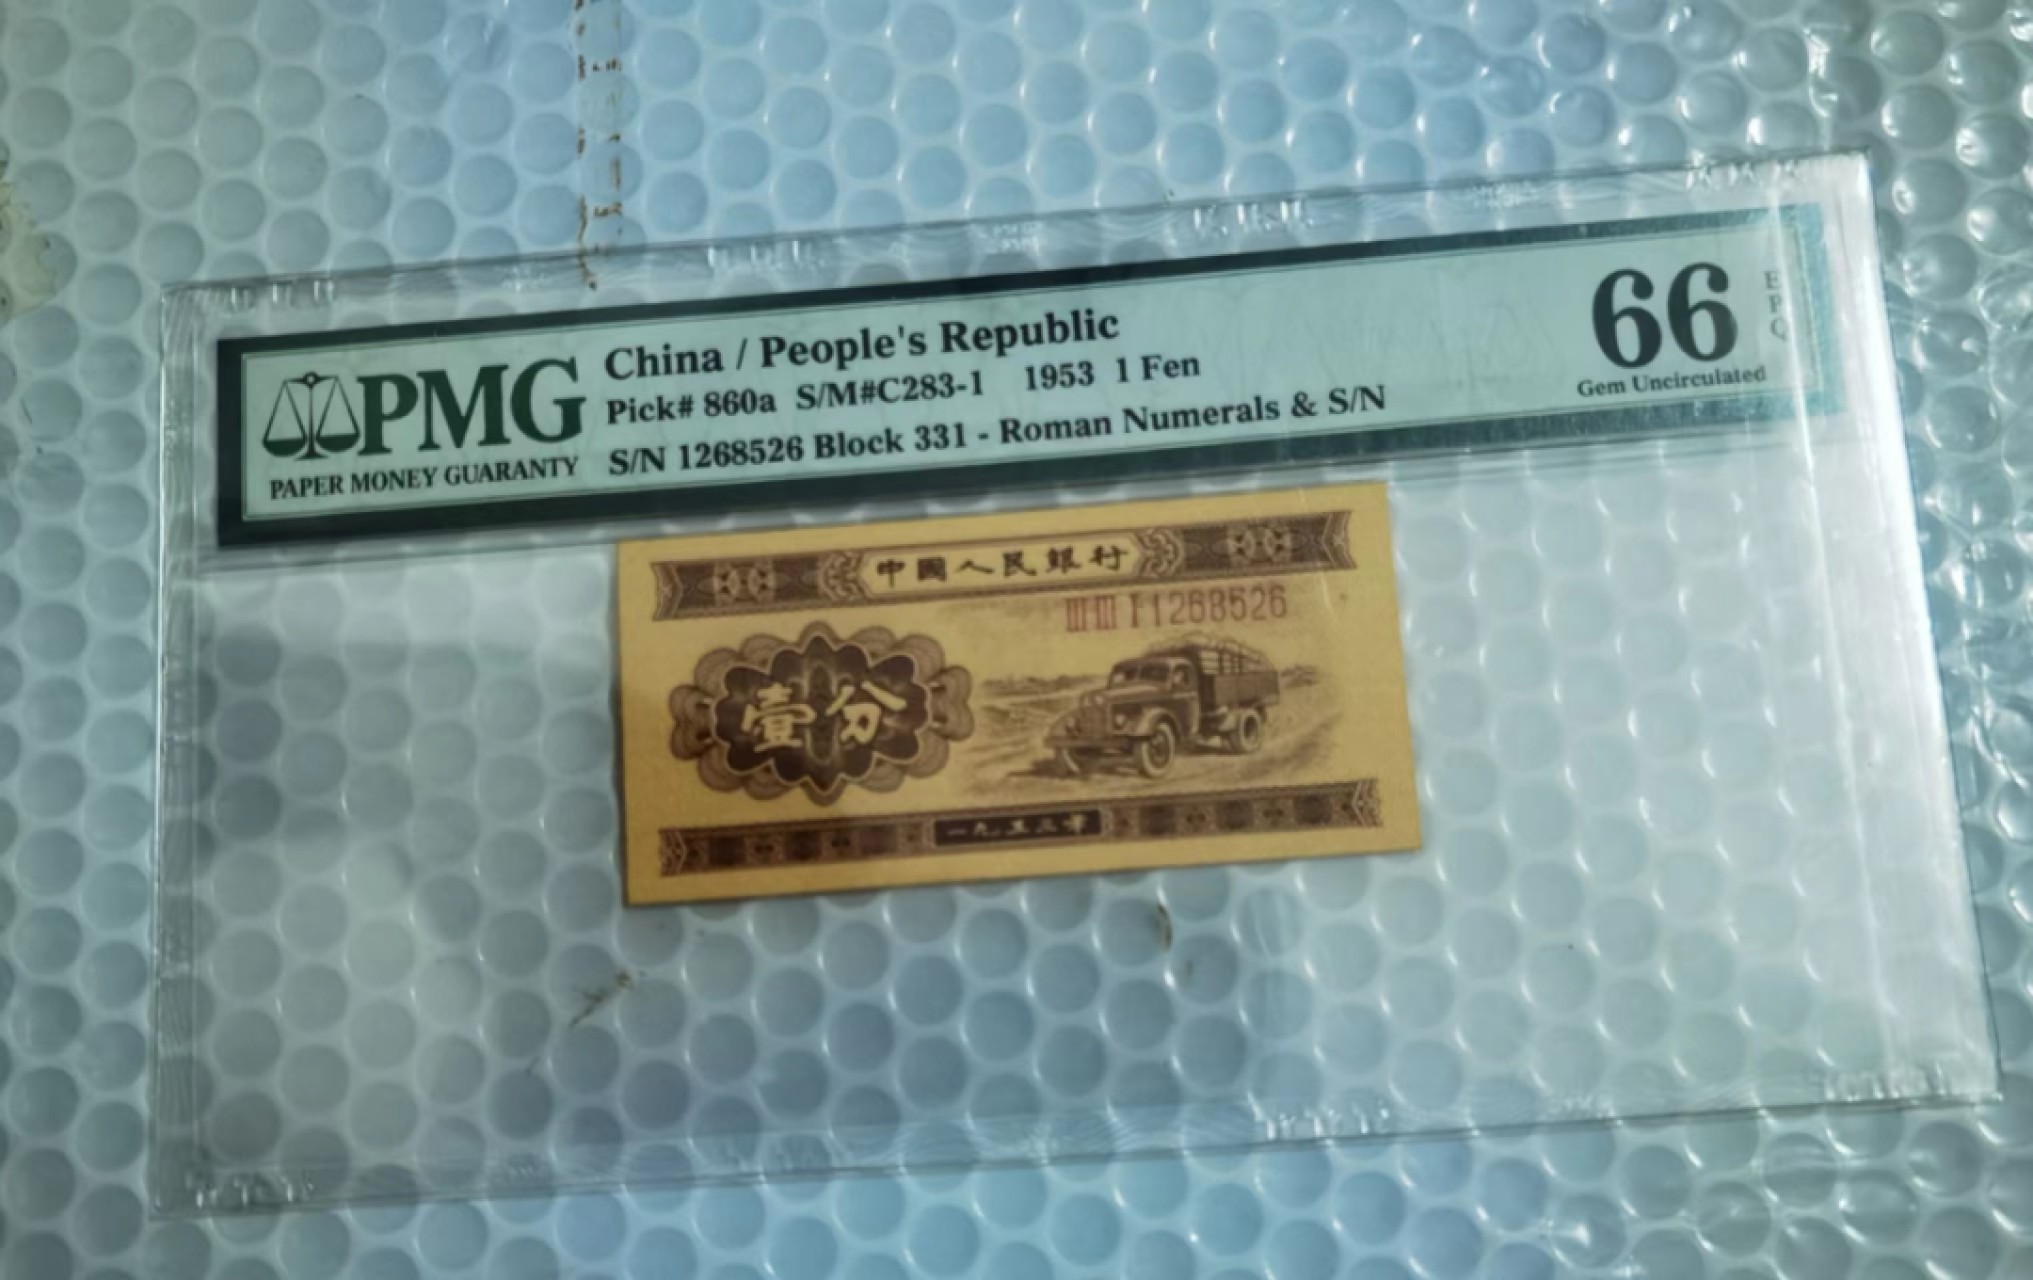 PMG
PAPER MONEY GUARANTY
China / People's Republic
Pick# 860a S/M#C283-1 1953 1 Fen
S/N 1268526 Block 331 - Roman Numerals & S/N
66
EPQ
Gem Uncirculated
中國人民銀行
III III I 1268526
壹分
一九五三年